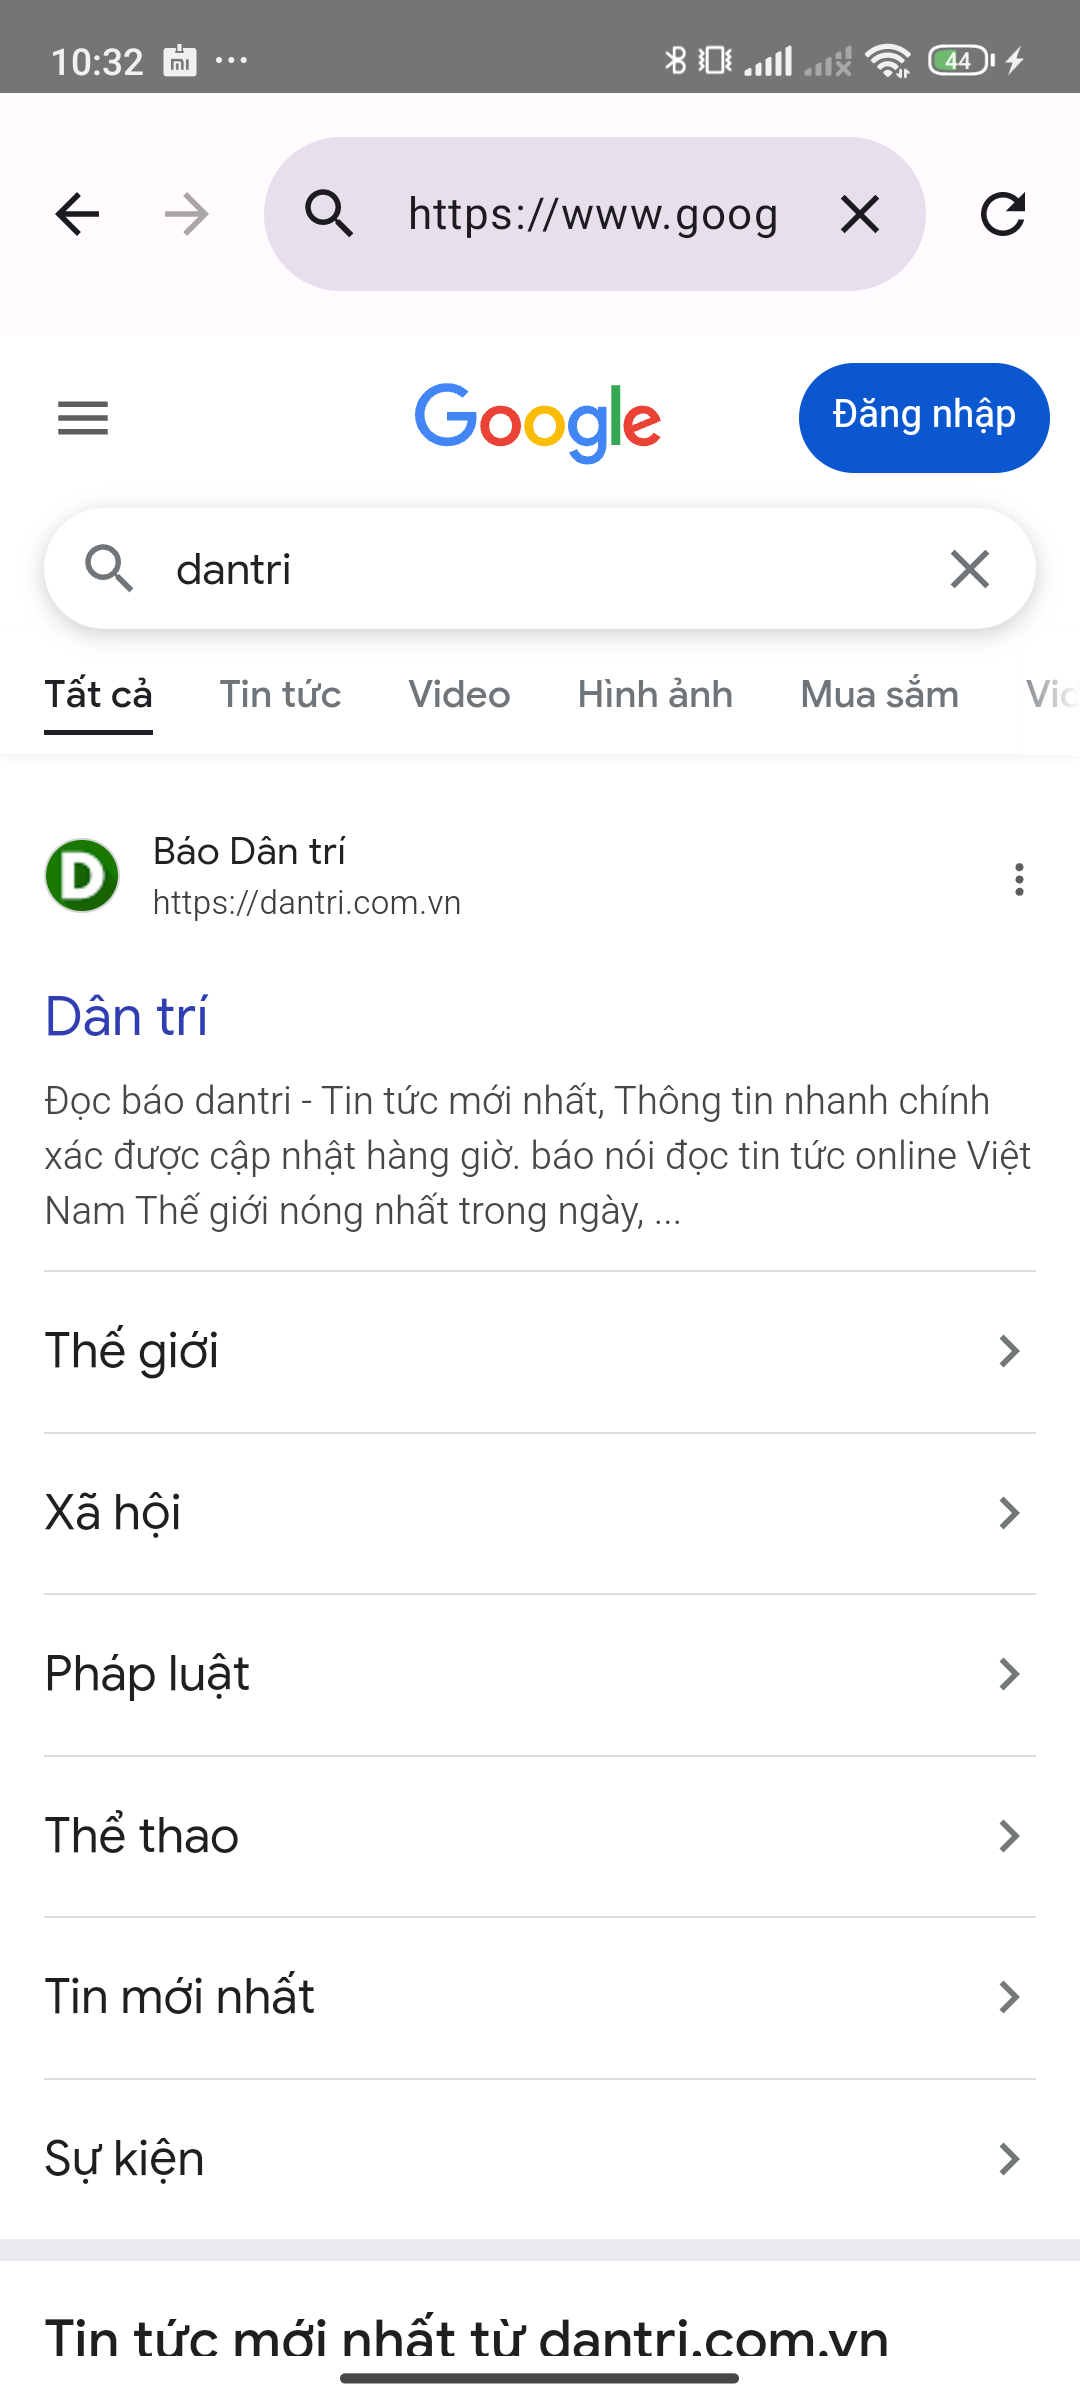 10:32
44
https://www.goog
Google
Đăng nhập
dantri
Tất cả Tin tức Video Hình ảnh Mua sắm
D
Báo Dân trí
https://dantri.com.vn
Dân trí
Đọc báo dantri - Tin tức mới nhất, Thông tin nhanh chính
xác được cập nhật hàng giờ. báo nói đọc tin tức online Việt
Nam Thế giới nóng nhất trong ngày, ...
Thế giới
Xã hội
Pháp luật
Thể thao
Tin mới nhất
Sự kiện
Tin tức mới nhất từ dantri.com.vn